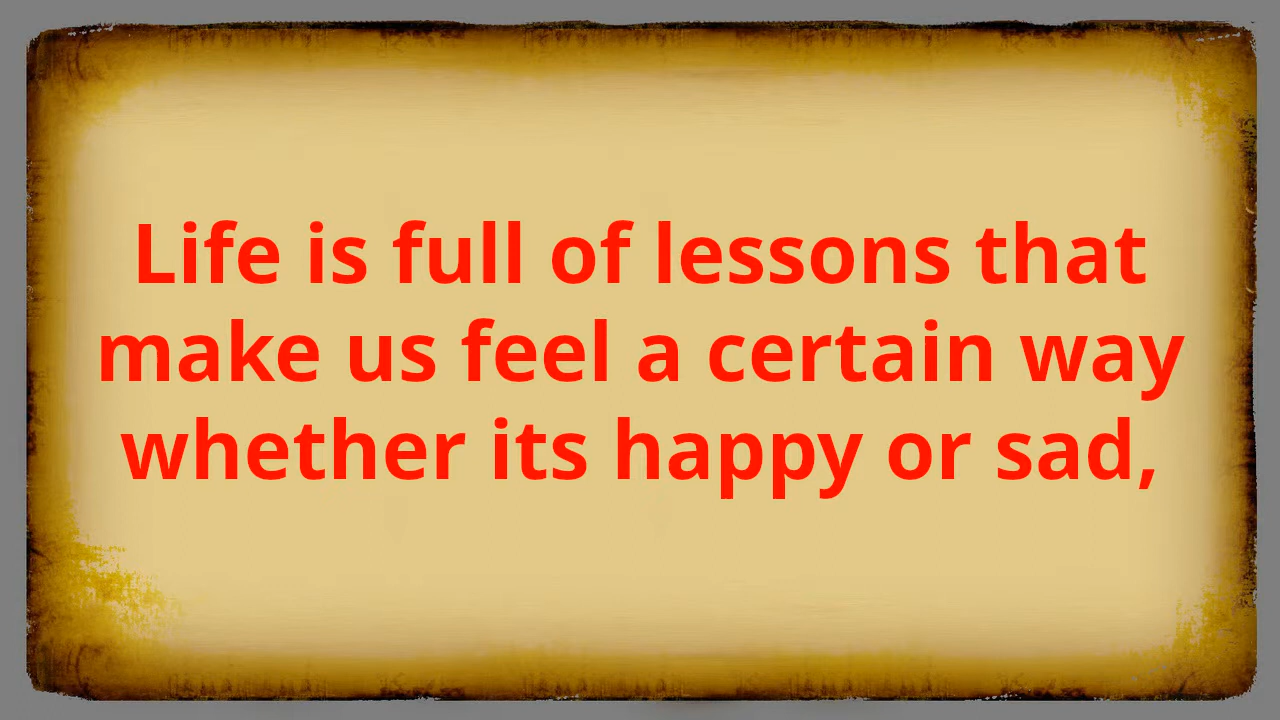 Life is full of lessons that
make us feel a certain way
whether its happy or sad,